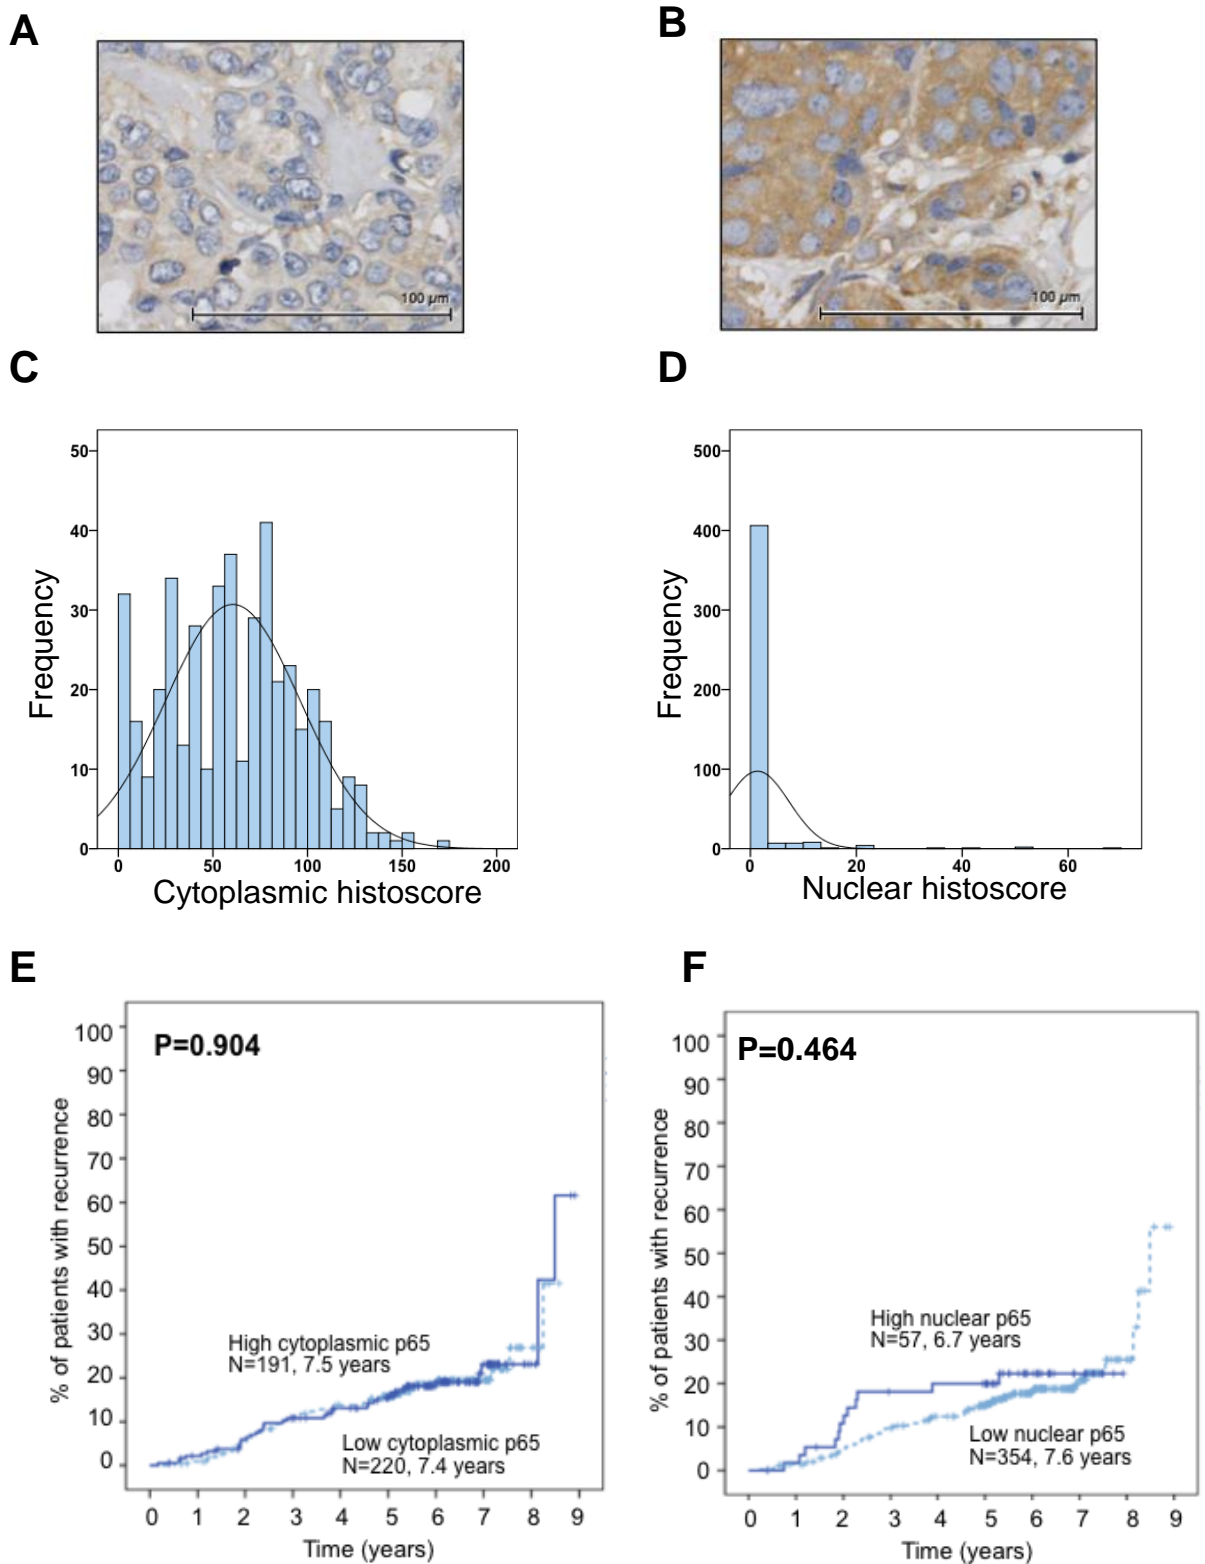 A
B
100 µm
100 µm
C
D
50
40
30
20
10
0
Frequency
0 50 100 150 200
Cytoplasmic histoscore
500
400
300
200
100
0
Frequency
0 20 40 60
Nuclear histoscore
E
F
P=0.904
100
90
80
70
60
50
40
30
20
10
0
% of patients with recurrence
High cytoplasmic p65
N=191, 7.5 years
Low cytoplasmic p65
N=220, 7.4 years
0 1 2 3 4 5 6 7 8 9
Time (years)
P=0.464
100
90
80
70
60
50
40
30
20
10
0
% of patients with recurrence
High nuclear p65
N=57, 6.7 years
Low nuclear p65
N=354, 7.6 years
0 1 2 3 4 5 6 7 8 9
Time (years)